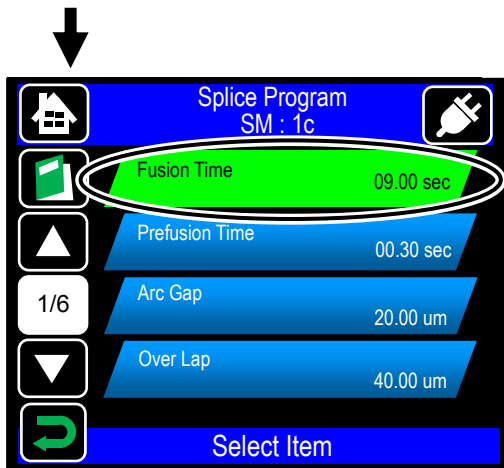 Splice Program
SM : 1c
Fusion Time
09.00 sec
Prefusion Time
00.30 sec
1/6
Arc Gap
20.00 um
Over Lap
40.00 um
Select Item